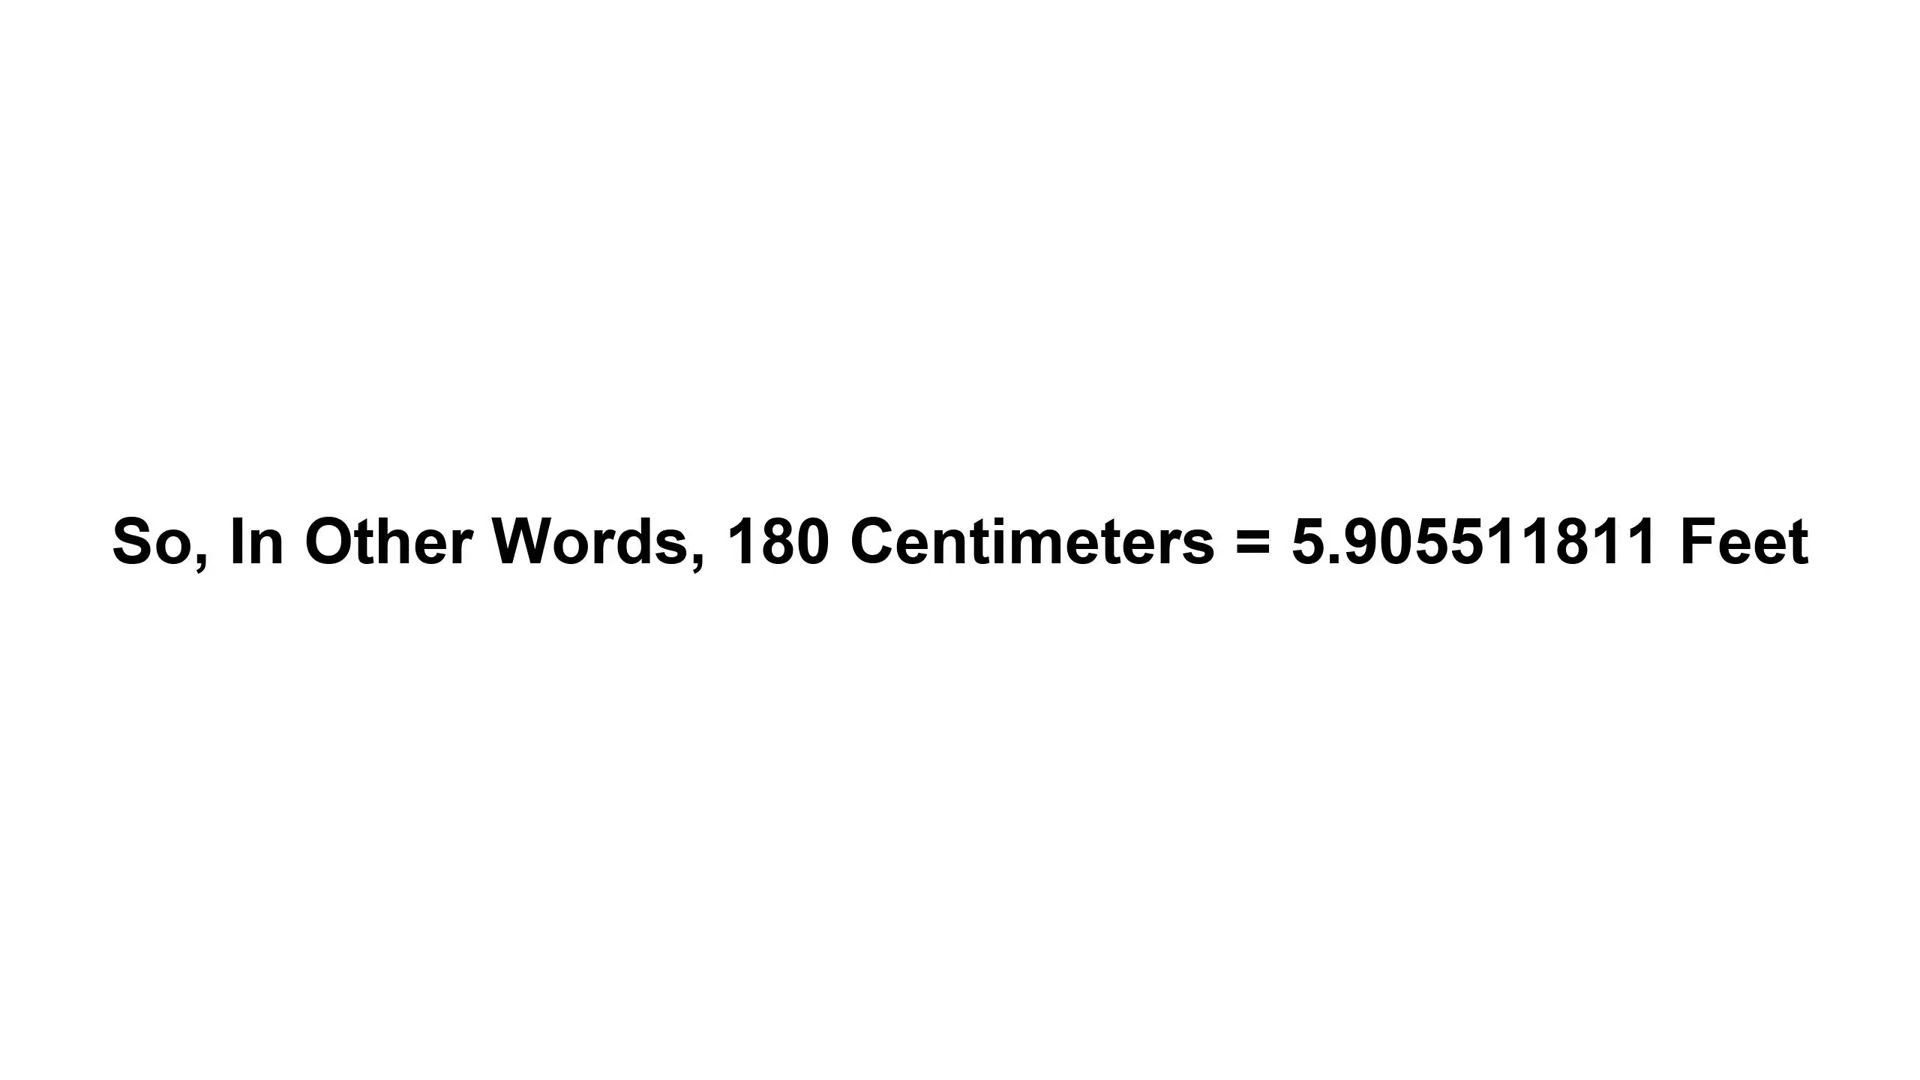 So, In Other Words, 180 Centimeters = 5.905511811 Feet